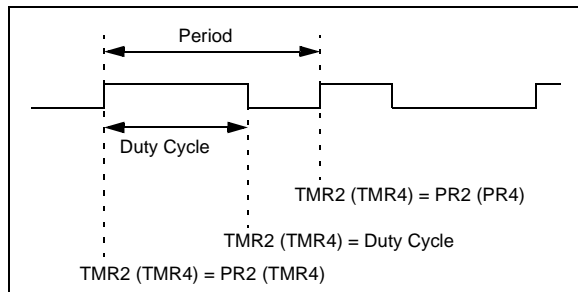 Period
Duty Cycle
TMR2 (TMR4) = PR2 (PR4)
TMR2 (TMR4) = Duty Cycle
TMR2 (TMR4) = PR2 (TMR4)